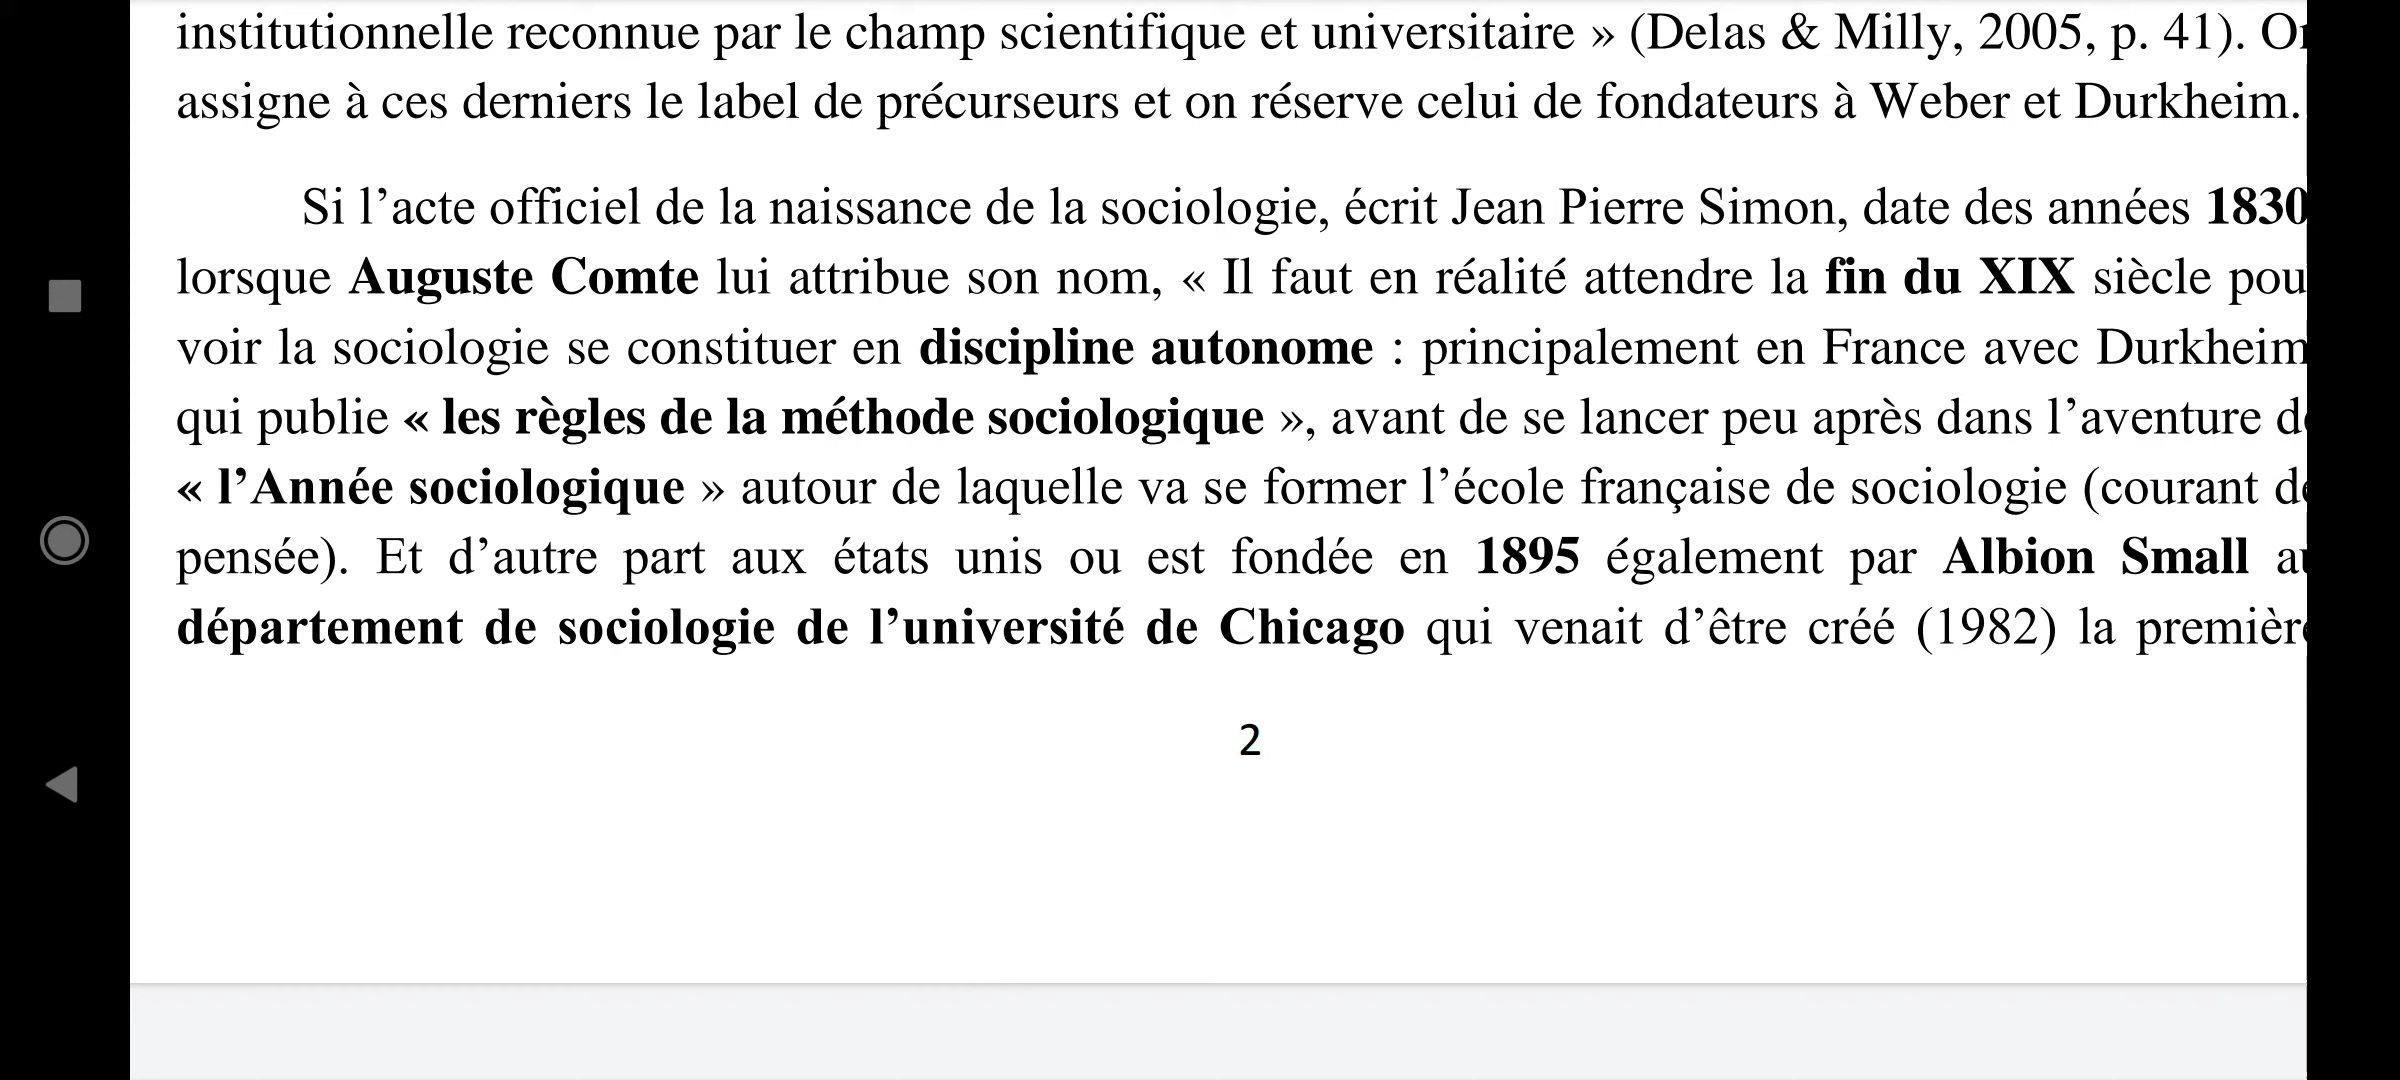 institutionnelle reconnue par le champ scientifique et universitaire » (Delas & Milly, 2005, p. 41).
assigne à ces derniers le label de précurseurs et on réserve celui de fondateurs à Weber et Durkheim.
Si l’acte officiel de la naissance de la sociologie, écrit Jean Pierre Simon, date des années 1830
lorsque Auguste Comte lui attribue son nom, « Il faut en réalité attendre la fin du XIX siècle
voir la sociologie se constituer en discipline autonome : principalement en France avec Durkheim
qui publie « les règles de la méthode sociologique », avant de se lancer peu après dans l’aventure
« l’Année sociologique » autour de laquelle va se former l’école française de sociologie (courant
pensée). Et d’autre part aux états unis ou est fondée en 1895 également par Albion Small
département de sociologie de l’université de Chicago qui venait d’être créé (1982) la
2